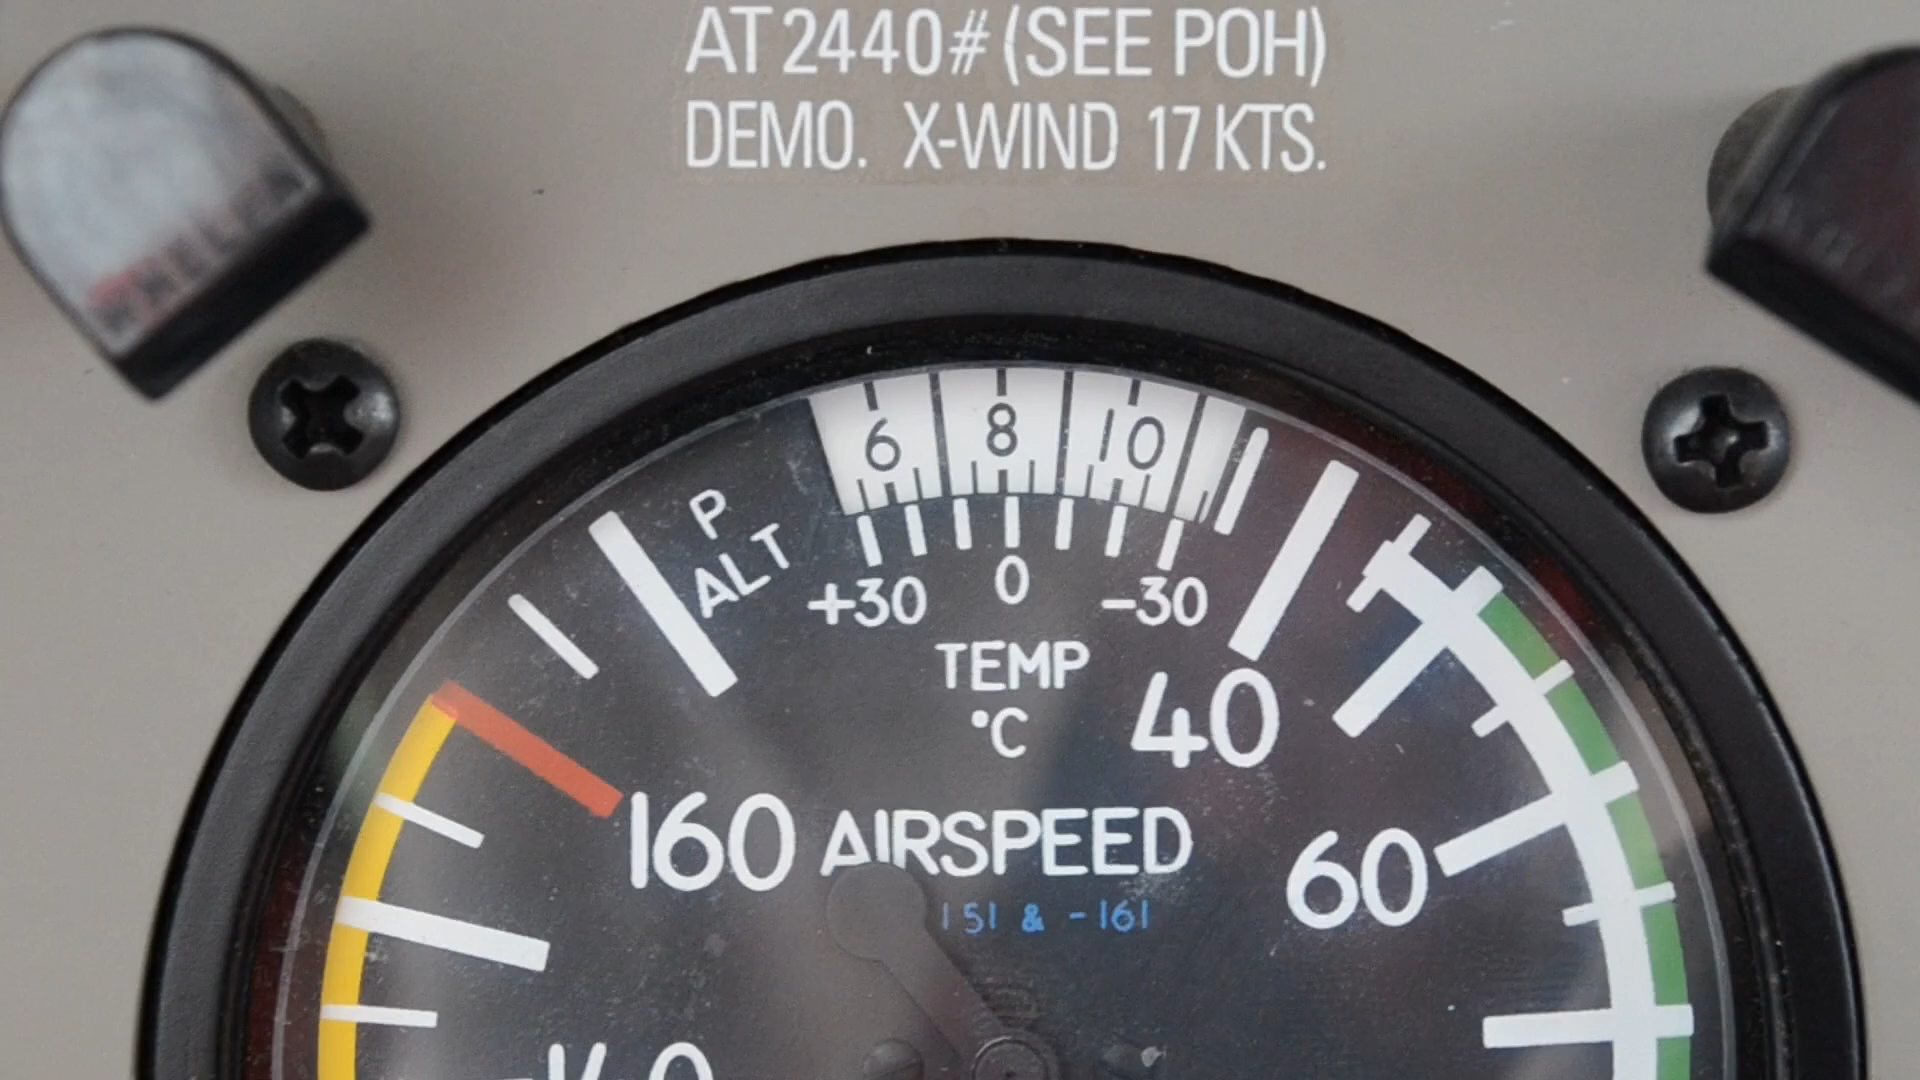 AT 2440# (SEE POH)
DEMO. X-WIND 17 KTS.
6 8 10
P
ALT
+30 0 -30
TEMP
°C
40
160 AIRSPEED
60
151 & -161